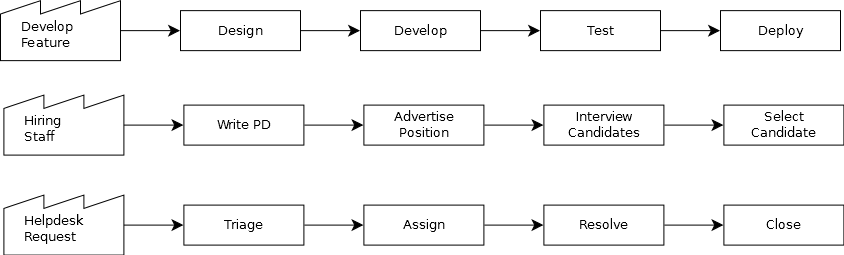 Develop
Feature
Design
Develop
Test
Deploy
Hiring
Staff
Write PD
Advertise
Position
Interview
Candidates
Select
Candidate
Helpdesk
Request
Triage
Assign
Resolve
Close